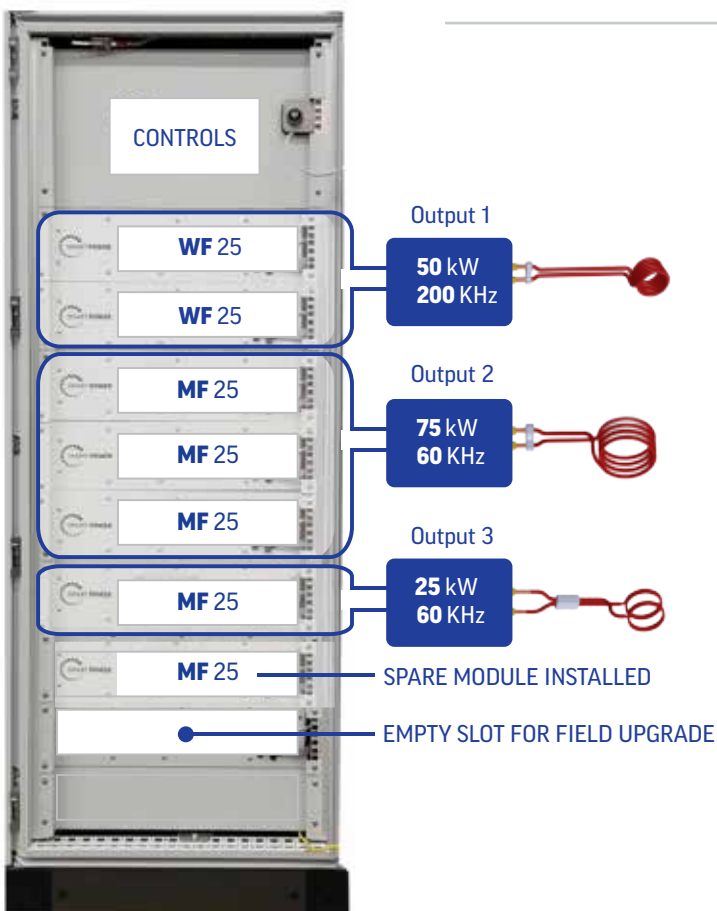 CONTROLS
WF 25
WF 25
MF 25
MF 25
MF 25
MF 25
MF 25
Output 1
50 kW
200 KHz
Output 2
75 kW
60 KHz
Output 3
25 kW
60 KHz
SPARE MODULE INSTALLED
EMPTY SLOT FOR FIELD UPGRADE